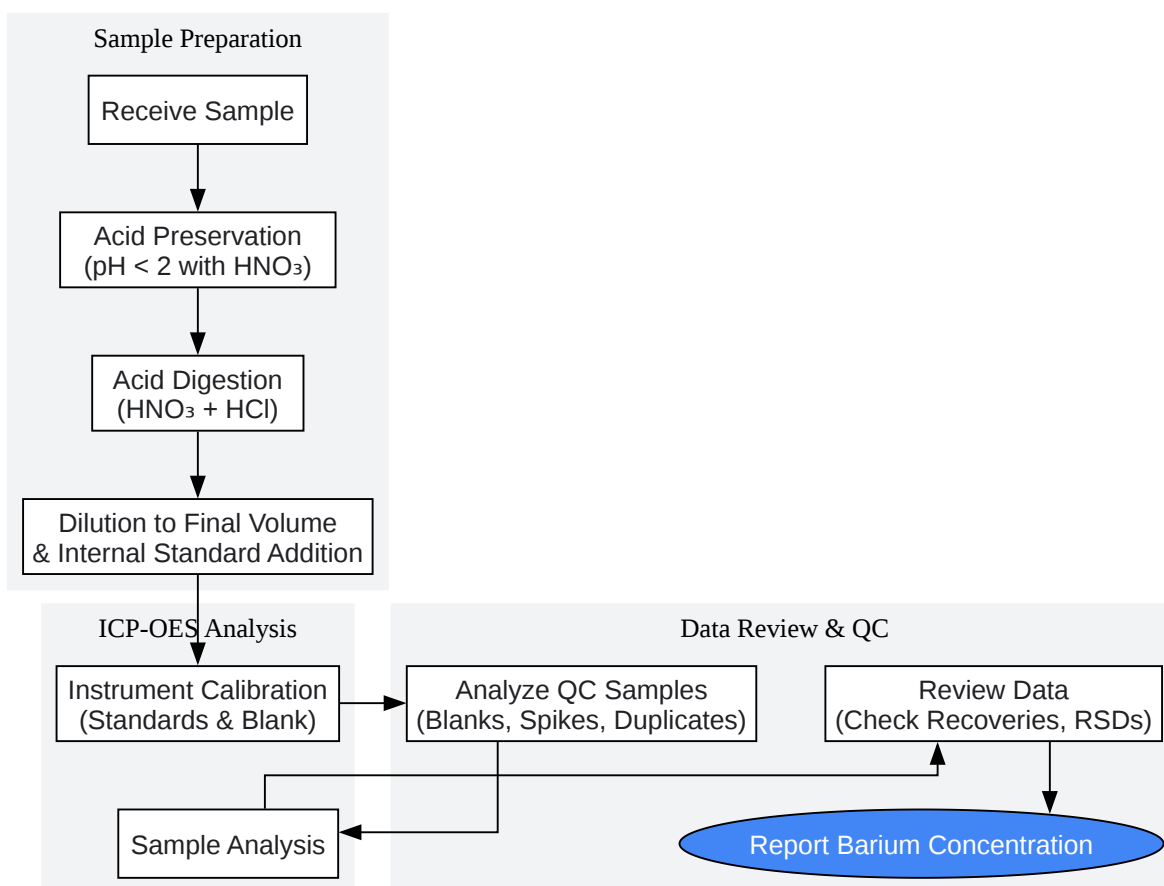 Sample Preparation
Receive Sample
Acid Preservation
(pH < 2 with HNO₃)
Acid Digestion
(HNO₃ + HCl)
Dilution to Final Volume
& Internal Standard Addition
ICP-OES Analysis
Instrument Calibration
(Standards & Blank)
Sample Analysis
Data Review & QC
Analyze QC Samples
(Blanks, Spikes, Duplicates)
Review Data
(Check Recoveries, RSDs)
Report Barium Concentration